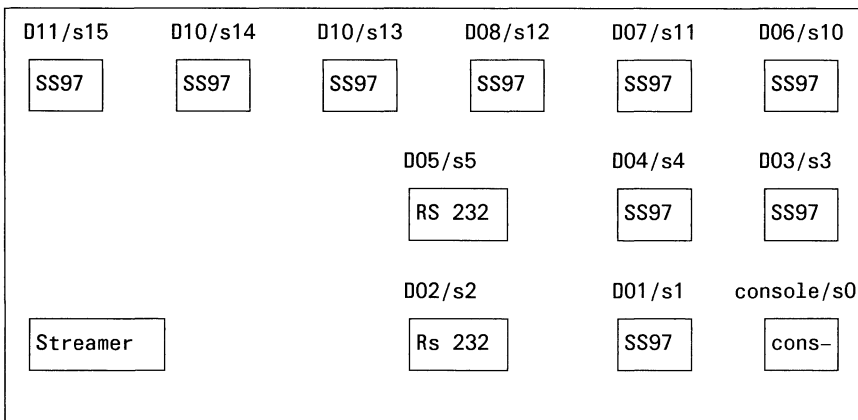 D11/s15 D10/s14 D10/s13 D08/s12 D07/s11 D06/s10
SS97 SS97 SS97 SS97 SS97 SS97
D05/s5 D04/s4 D03/s3
RS 232 SS97 SS97
D02/s2 D01/s1 console/s0
Streamer Rs 232 SS97 cons-